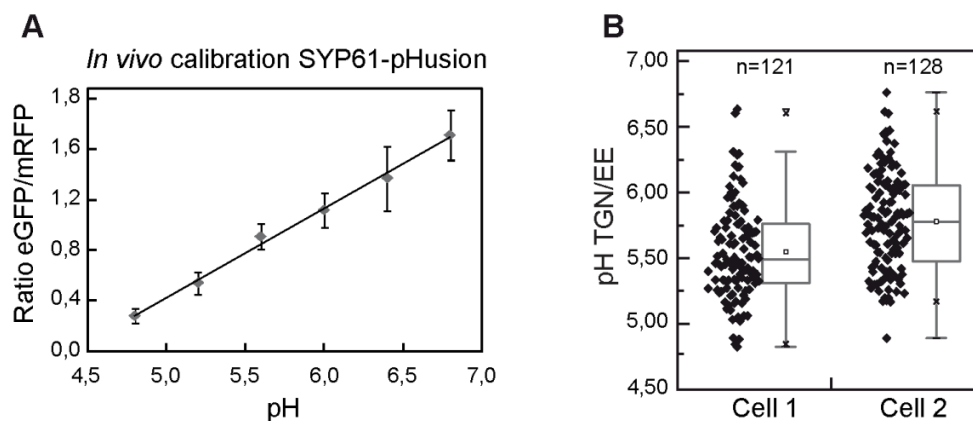 A
In vivo calibration SYP61-pHusion
Ratio eGFP/mRFP
1,8
1,6
1,2
0,8
0,4
0,0
4,5 5,0 5,5 6,0 6,5 7,0
pH
B
pH TGN/EE
7,00
6,50
6,00
5,50
5,00
4,50
n=121 n=128
Cell 1 Cell 2